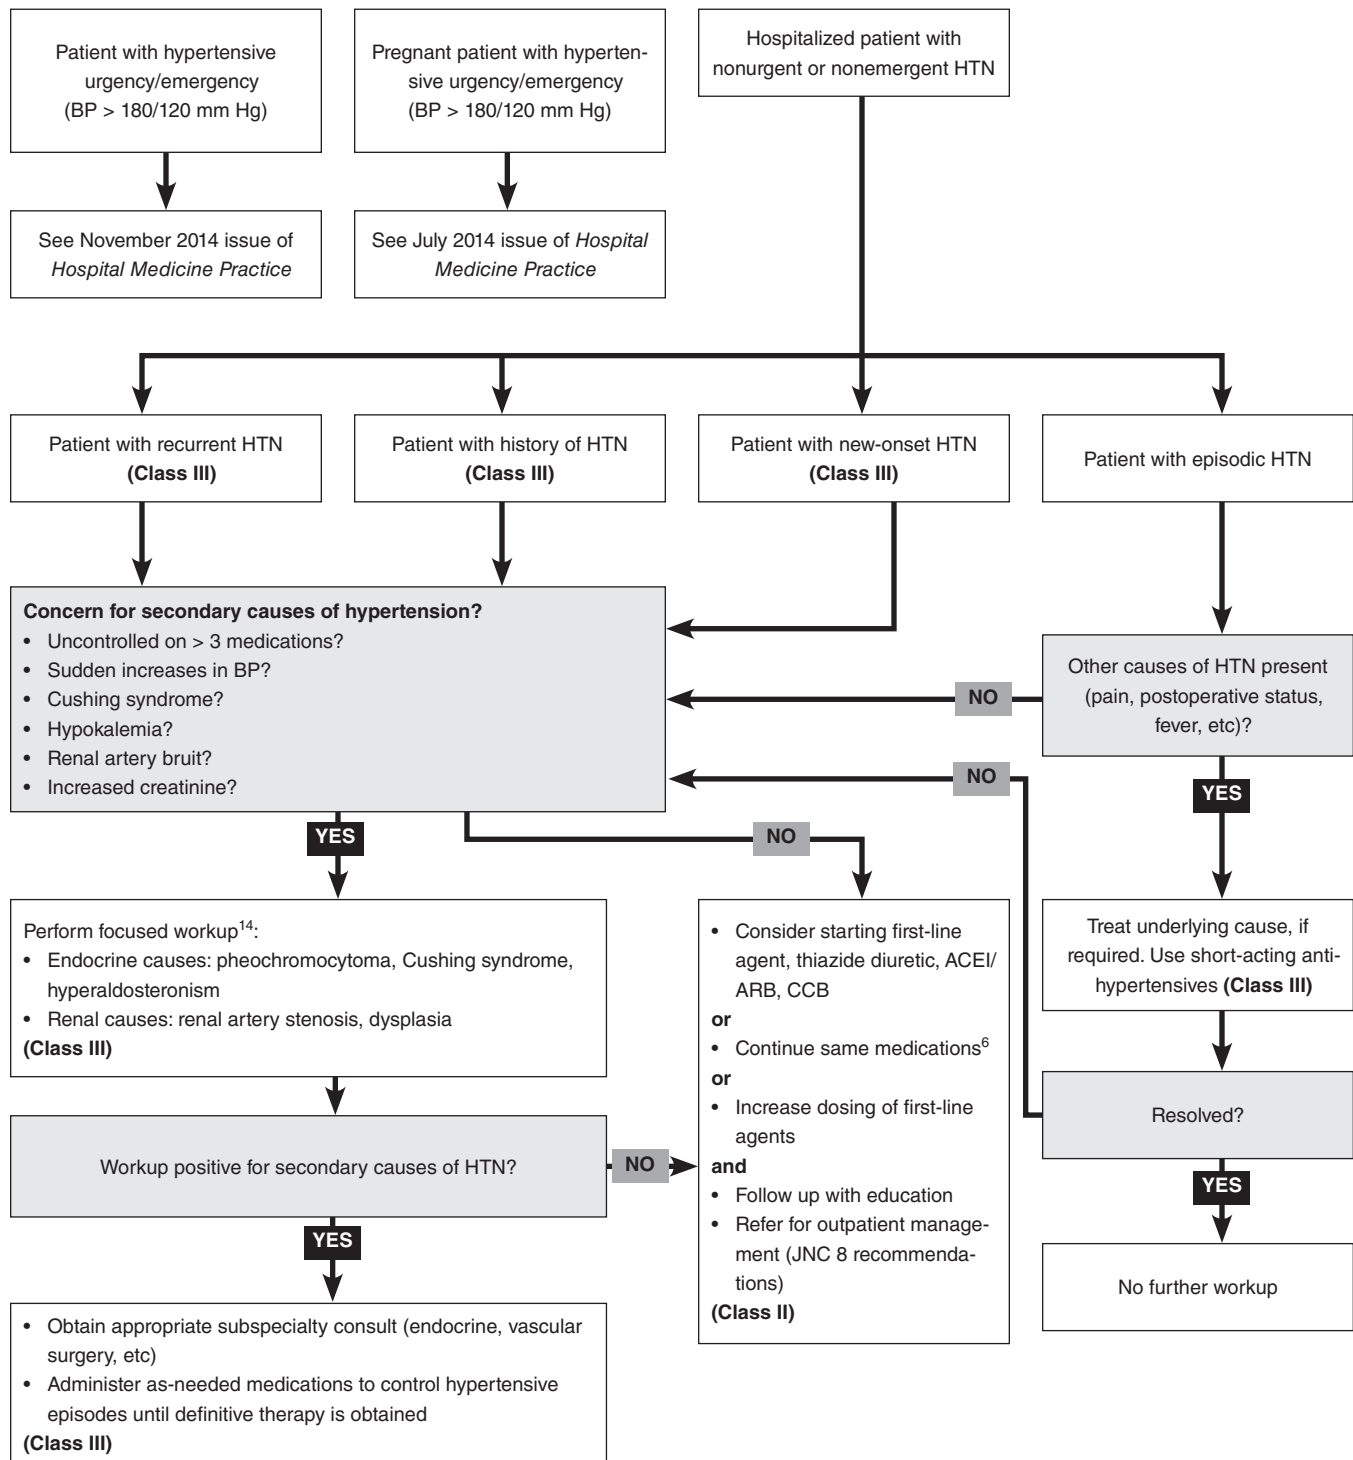 Patient with hypertensive
urgency/emergency
(BP > 180/120 mm Hg)
Pregnant patient with hyperten-
sive urgency/emergency
(BP > 180/120 mm Hg)
Hospitalized patient with
nonurgent or nonemergent HTN
See November 2014 issue of
Hospital Medicine Practice
See July 2014 issue of Hospital
Medicine Practice
Patient with recurrent HTN
(Class III)
Patient with history of HTN
(Class III)
Patient with new-onset HTN
(Class III)
Patient with episodic HTN
Concern for secondary causes of hypertension?
• Uncontrolled on > 3 medications?
• Sudden increases in BP?
• Cushing syndrome?
• Hypokalemia?
• Renal artery bruit?
• Increased creatinine?
Other causes of HTN present
(pain, postoperative status,
fever, etc)?
NO
NO
YES
YES
NO
Perform focused workup14:
• Endocrine causes: pheochromocytoma, Cushing syndrome,
hyperaldosteronism
• Renal causes: renal artery stenosis, dysplasia
(Class III)
• Consider starting first-line
agent, thiazide diuretic, ACEI/
ARB, CCB
or
• Continue same medications6
or
• Increase dosing of first-line
agents
and
• Follow up with education
• Refer for outpatient manage-
ment (JNC 8 recommenda-
tions)
(Class II)
Treat underlying cause, if
required. Use short-acting anti-
hypertensives (Class III)
Resolved?
YES
No further workup
Workup positive for secondary causes of HTN?
NO
YES
• Obtain appropriate subspecialty consult (endocrine, vascular
surgery, etc)
• Administer as-needed medications to control hypertensive
episodes until definitive therapy is obtained
(Class III)